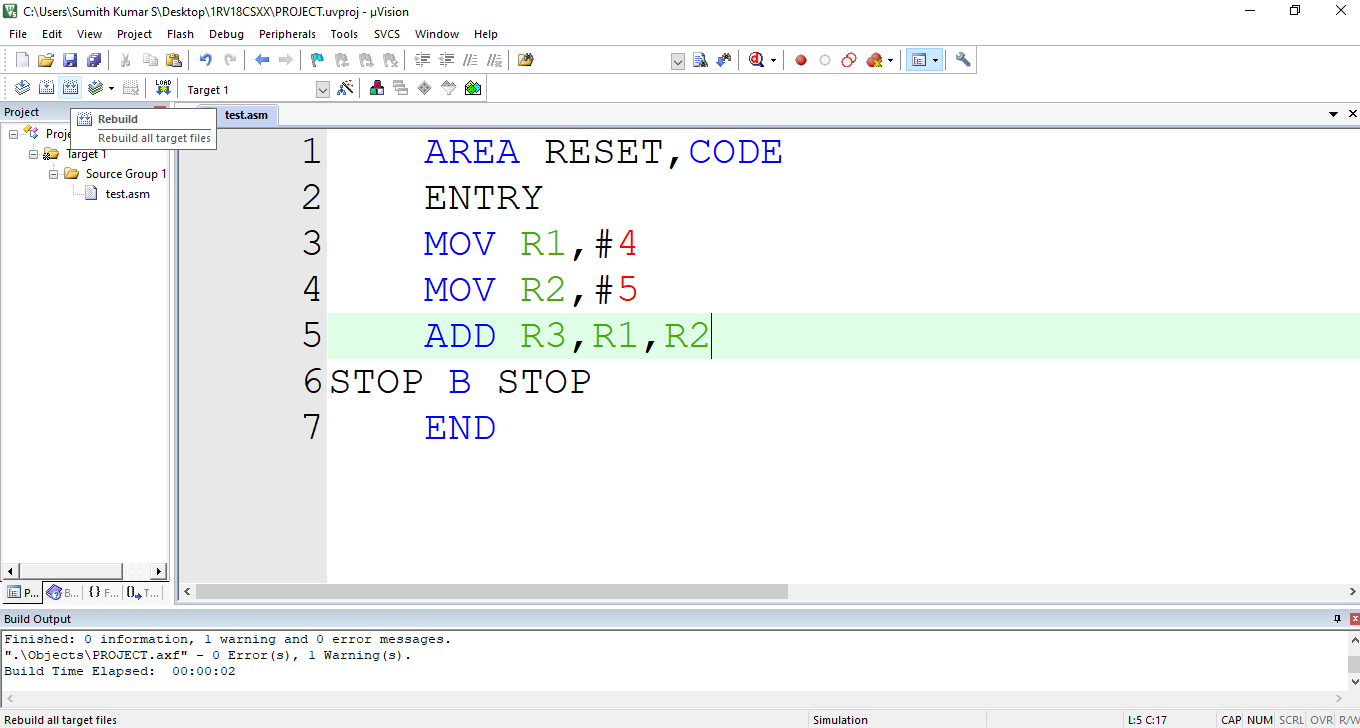 C:\Users\Sumith Kumar S\Desktop\1RV18CSXX\PROJECT.uvproj - µVision
File Edit View Project Flash Debug Peripherals Tools SVCS Window Help
LOAD Target 1
Project
test.asm
Rebuild
Rebuild all target files
Proje
Target 1
Source Group 1
test.asm
1 AREA RESET,CODE
2 ENTRY
3 MOV R1,#4
4 MOV R2,#5
5 ADD R3,R1,R2
6 STOP B STOP
7 END
P... B... {} F... T...
Build Output
Finished: 0 information, 1 warning and 0 error messages.
".\Objects\PROJECT.axf" - 0 Error(s), 1 Warning(s).
Build Time Elapsed:  00:00:02
Rebuild all target files Simulation L:5 C:17 CAP NUM SCRL OVR R/W